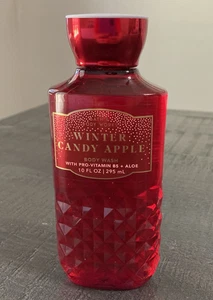 WINTER
CANDY APPLE
BODY WASH
WITH PRO-VITAMIN B5 + ALOE
10 FL OZ | 295 mL